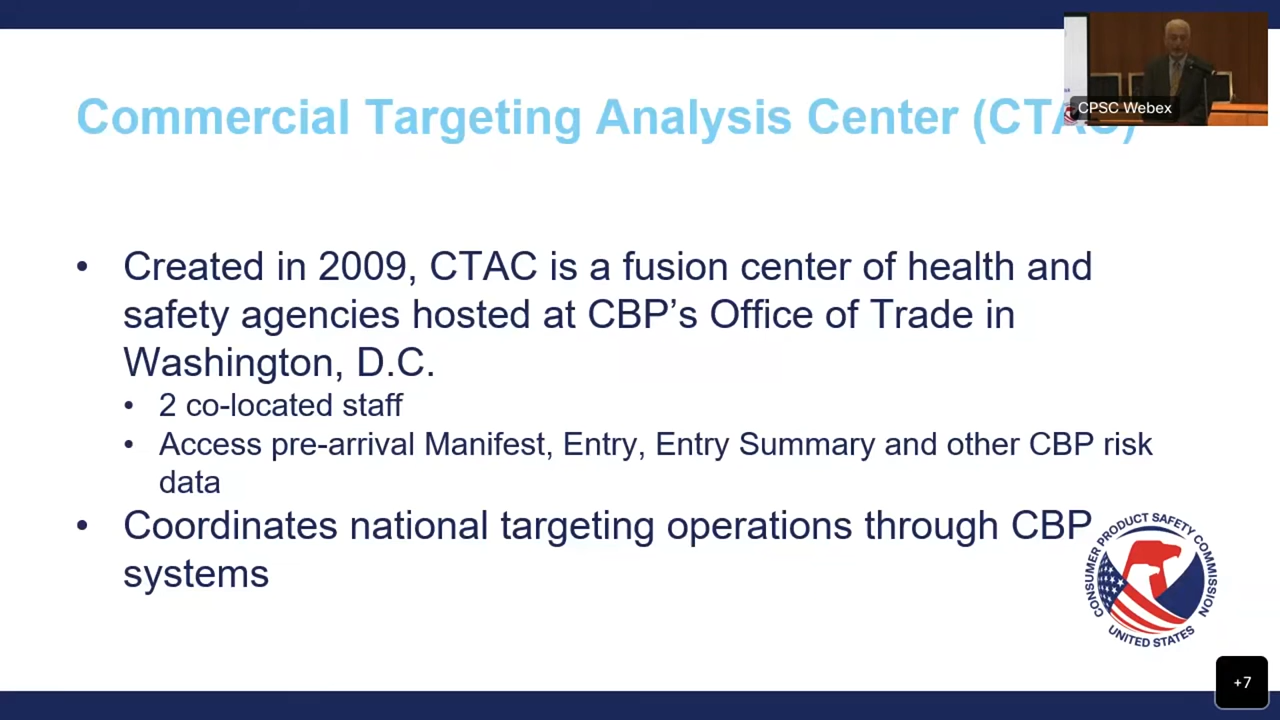 Commercial Targeting Analysis Center (CTAC)
CPSC Webex
• Created in 2009, CTAC is a fusion center of health and
safety agencies hosted at CBP’s Office of Trade in
Washington, D.C.
• 2 co-located staff
• Access pre-arrival Manifest, Entry, Entry Summary and other CBP risk
data
• Coordinates national targeting operations through CBP
systems
CONSUMER PRODUCT SAFETY COMMISSION
UNITED STATES
+7